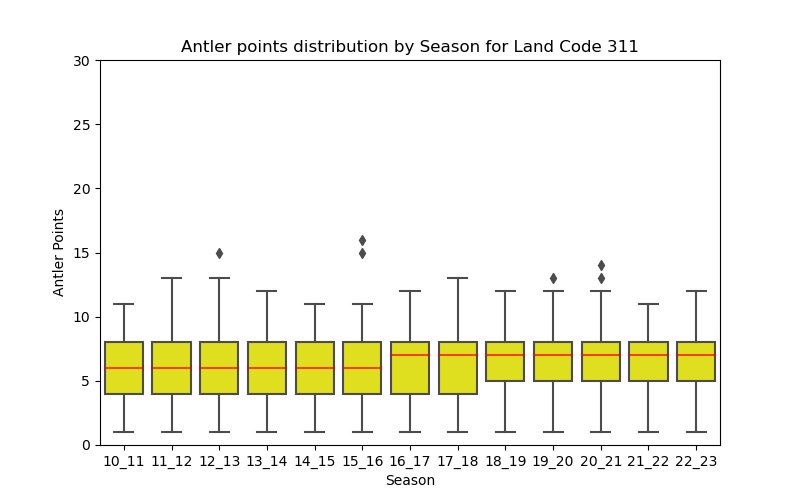 Antler points distribution by Season for Land Code 311
30
25
20
15
10
5
0
Antler Points
10_11 11_12 12_13 13_14 14_15 15_16 16_17 17_18 18_19 19_20 20_21 21_22 22_23
Season